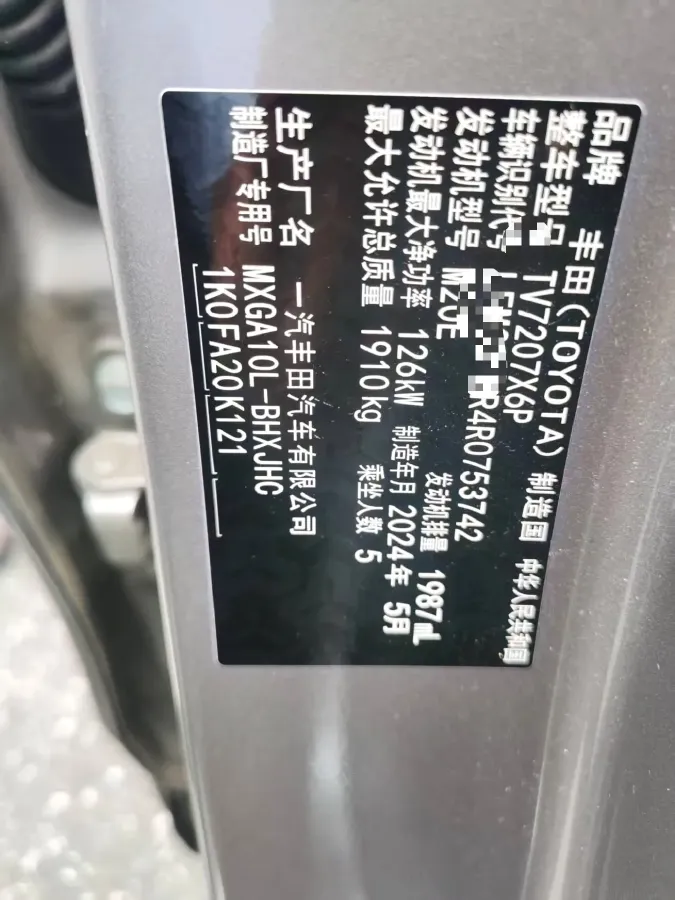 品牌 丰田(TOYOTA) 制造国 中华人民共和国
整车型号 TV7207X6P
车辆识别代号 R4R0753742
发动机型号 M20E 发动机排量 1987mL
发动机最大净功率 126kW 制造年月 2024年 5月
最大允许总质量 1910kg 乘坐人数 5
生产厂名 一汽丰田汽车有限公司
制造厂专用号 MXGA10L-BHXJHC
1K0FA20K121